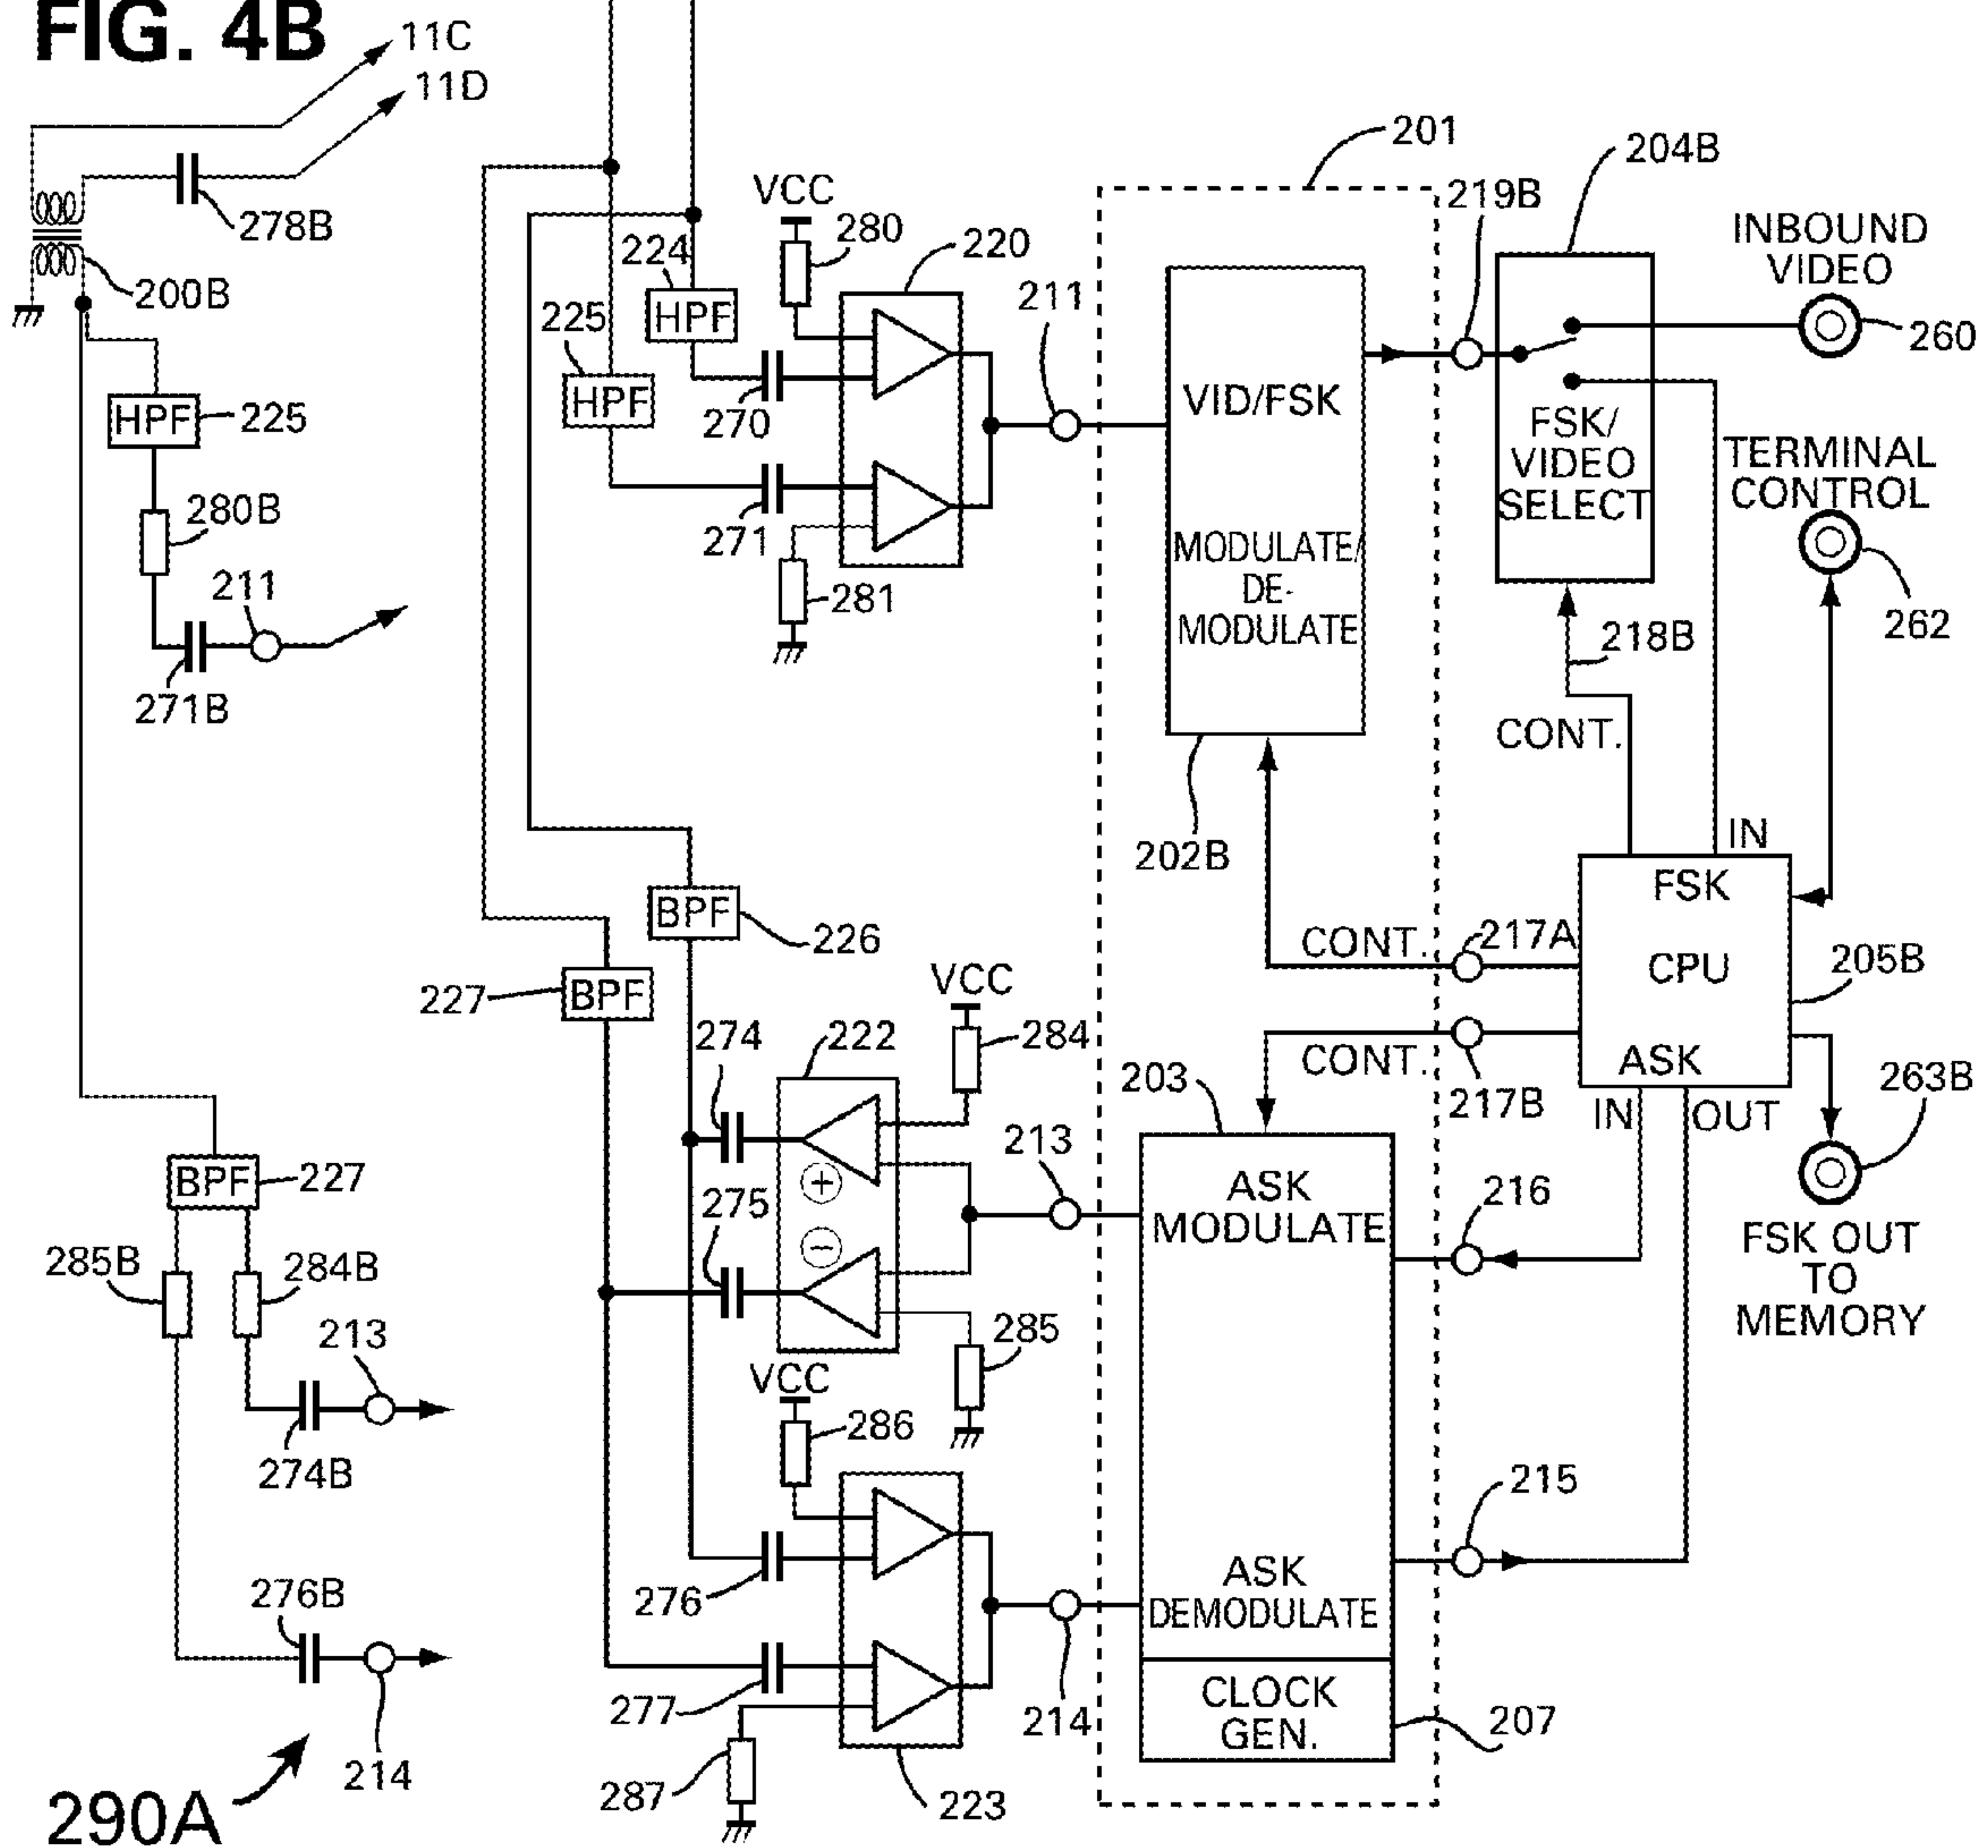 FIG. 4B
11C
11D
278B
200B
HPF
225
280B
211
271B
BPF
227
285B
284B
213
274B
276B
214
290A
VCC
280
220
224
HPF
225
HPF
270
271
281
211
201
VID/FSK
MODULATE/
DE-
MODULATE
202B
219B
204B
FSK/
VIDEO
SELECT
INBOUND
VIDEO
260
TERMINAL
CONTROL
262
218B
CONT.
IN
FSK
CPU
ASK
205B
CONT.
217A
CONT.
217B
IN
OUT
263B
FSK OUT
TO
MEMORY
BPF
226
227
BPF
VCC
284
274
222
275
+
−
213
285
203
ASK
MODULATE
216
VCC
286
276
277
287
223
214
ASK
DEMODULATE
215
CLOCK
GEN.
207